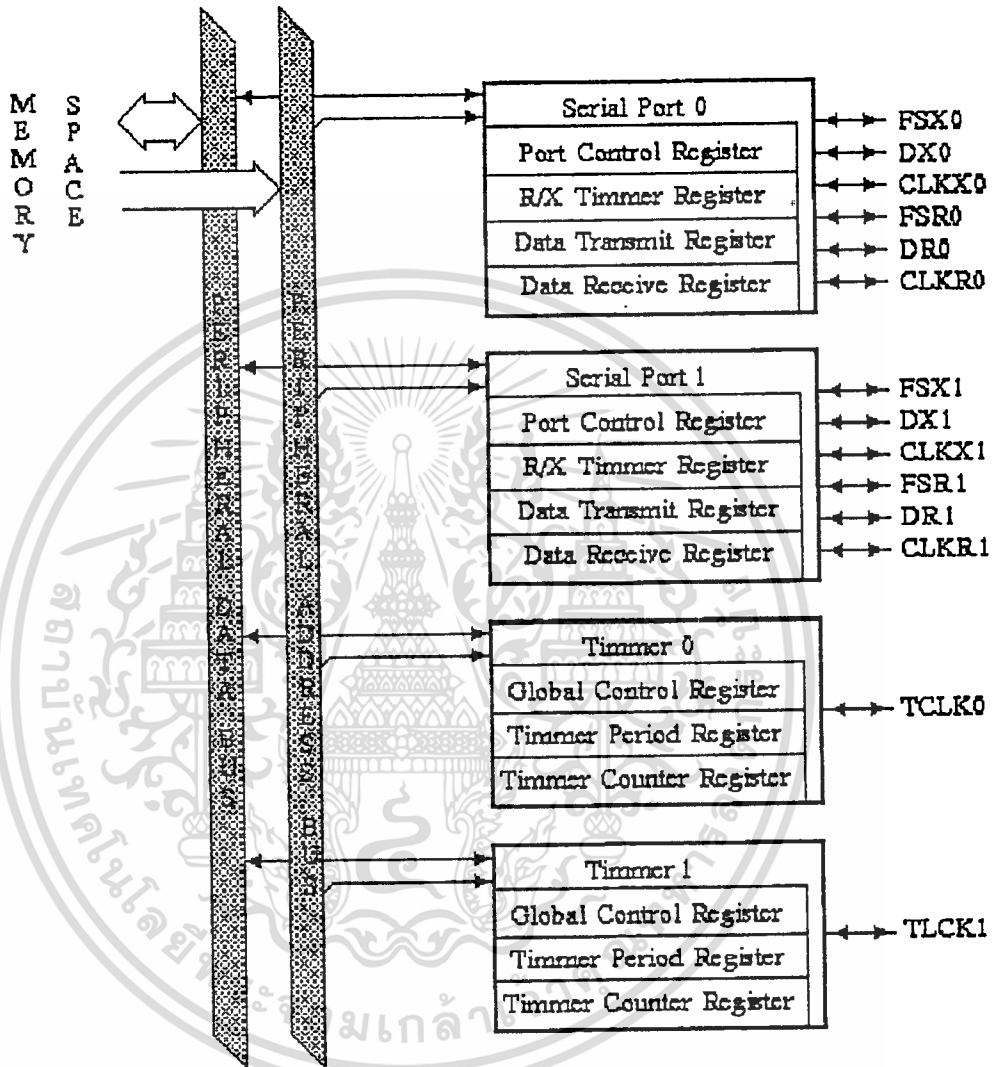 MEMORY
SPACE
PERIPHERAL DATA BUS
PERIPHERAL ADDRESS BUS
Serial Port 0
Port Control Register
R/X Timmer Register
Data Transmit Register
Data Receive Register
FSX0
DX0
CLKX0
FSR0
DR0
CLKR0
Serial Port 1
Port Control Register
R/X Timmer Register
Data Transmit Register
Data Receive Register
FSX1
DX1
CLKX1
FSR1
DR1
CLKR1
Timmer 0
Global Control Register
Timmer Period Register
Timmer Counter Register
TCLK0
Timmer 1
Global Control Register
Timmer Period Register
Timmer Counter Register
TLCK1